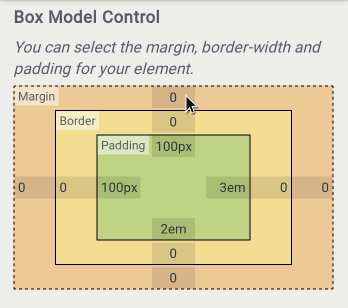 Box Model Control
You can select the margin, border-width and
padding for your element.
Margin 0
Border 0
Padding 100px
0 0 100px 3em 0 0
2em
0
0